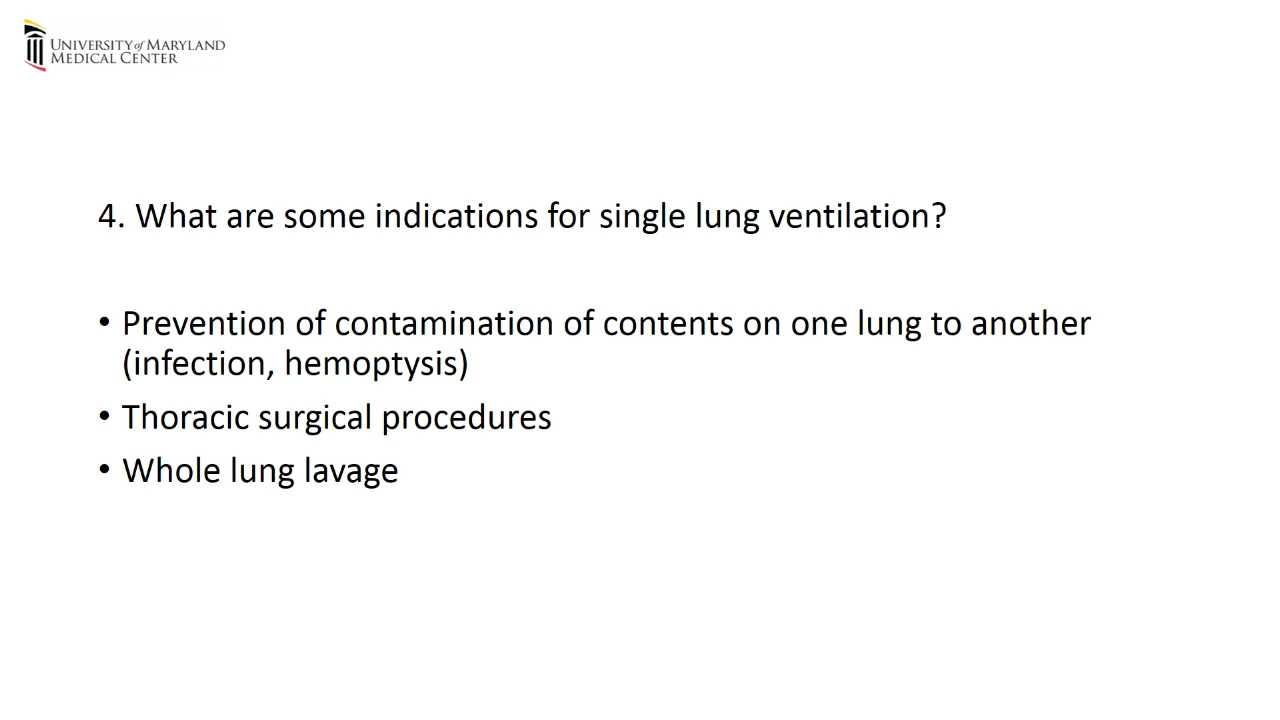 UNIVERSITY of MARYLAND
MEDICAL CENTER
4. What are some indications for single lung ventilation?
• Prevention of contamination of contents on one lung to another
(infection, hemoptysis)
• Thoracic surgical procedures
• Whole lung lavage